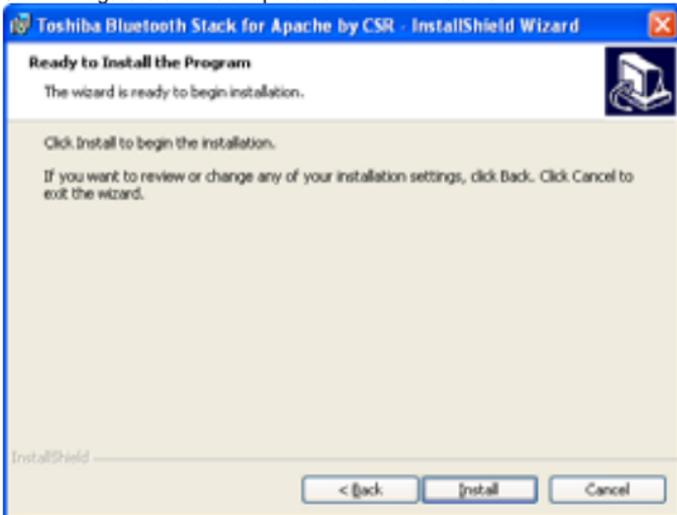 Toshiba Bluetooth Stack for Apache by CSR - InstallShield Wizard
Ready to Install the Program
The wizard is ready to begin installation.
Click Install to begin the installation.
If you want to review or change any of your installation settings, click Back. Click Cancel to
exit the wizard.
InstallShield
< Back
Install
Cancel